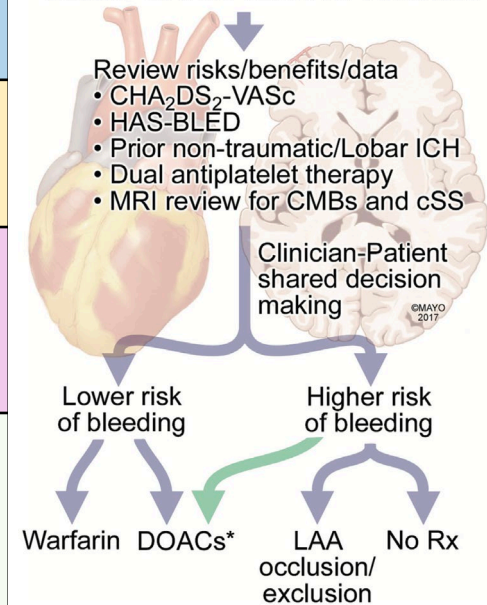 Review risks/benefits/data
• CHA₂DS₂-VASc
• HAS-BLED
• Prior non-traumatic/Lobar ICH
• Dual antiplatelet therapy
• MRI review for CMBs and cSS
Clinician-Patient
shared decision
making
©MAYO
2017
Lower risk
of bleeding
Higher risk
of bleeding
Warfarin
DOACs*
LAA
occlusion/
exclusion
No Rx